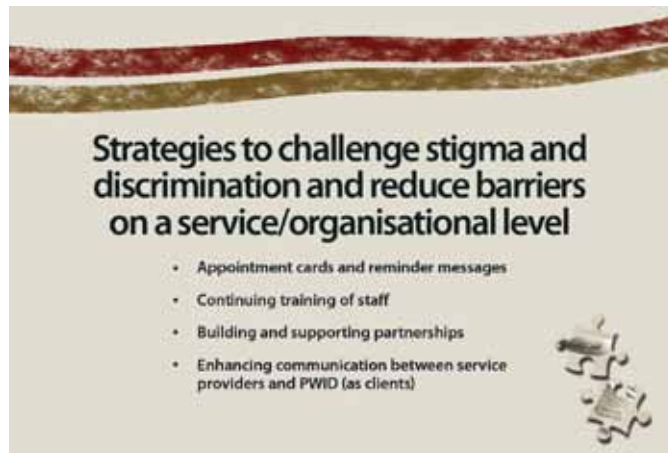 Strategies to challenge stigma and
discrimination and reduce barriers
on a service/organisational level
• Appointment cards and reminder messages
• Continuing training of staff
• Building and supporting partnerships
• Enhancing communication between service
providers and PWID (as clients)